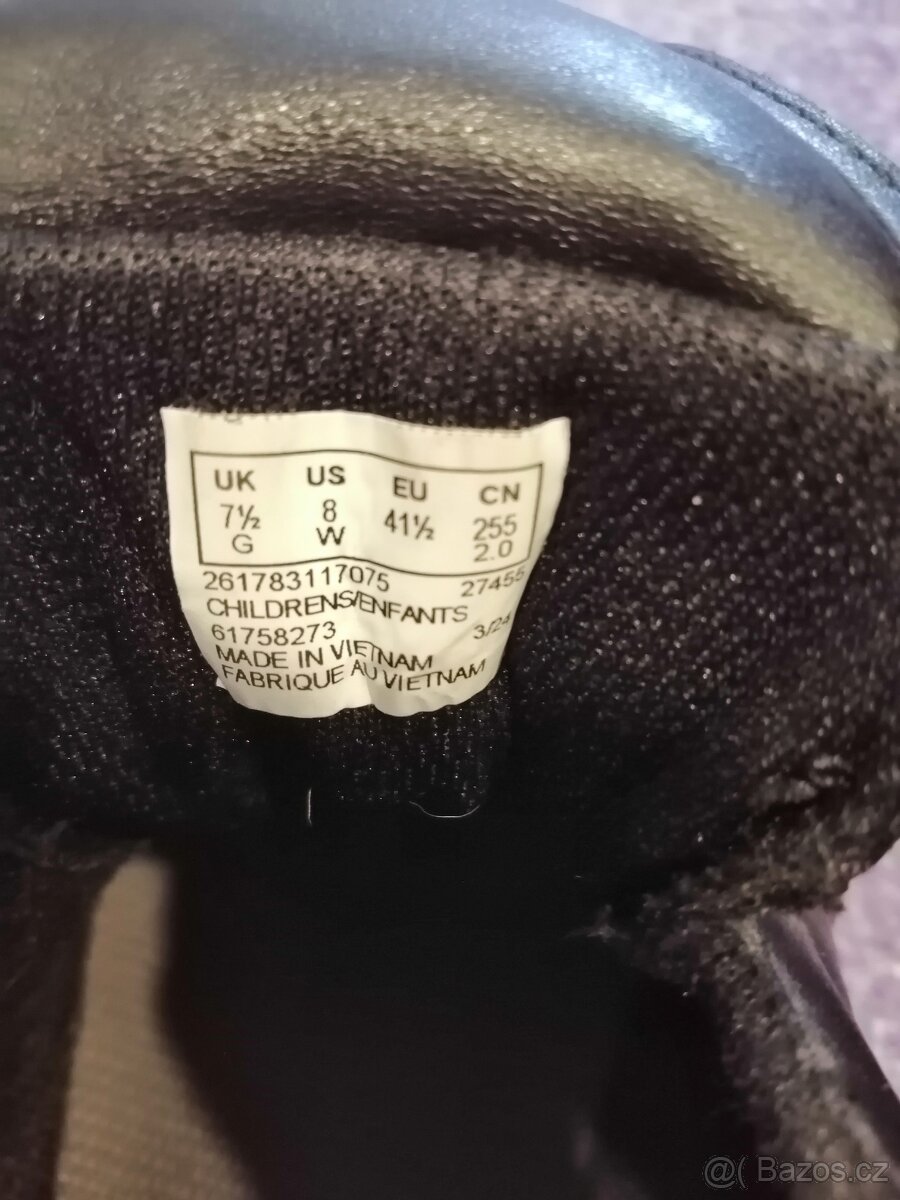 UK US EU CN
7½ 8 41½ 255
G W 2.0
261783117075 27455
CHILDRENS/ENFANTS
61758273 3/24
MADE IN VIETNAM
FABRIQUE AU VIETNAM
@( Bazos.cz